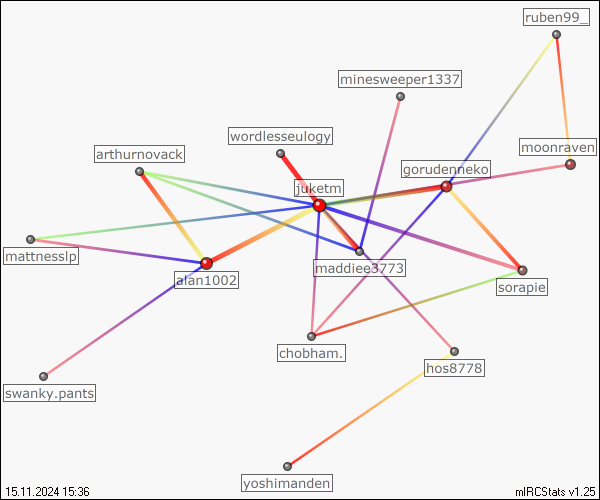 ruben99_
minesweeper1337
wordlesseulogy
moonraven
arthurnovack
gorudenneko
juketm
mattnesslp
maddiee3773
alan1002
sorapie
chobham.
hos8778
swanky.pants
yoshimanden
15.11.2024 15:36
mIRCStats v1.25